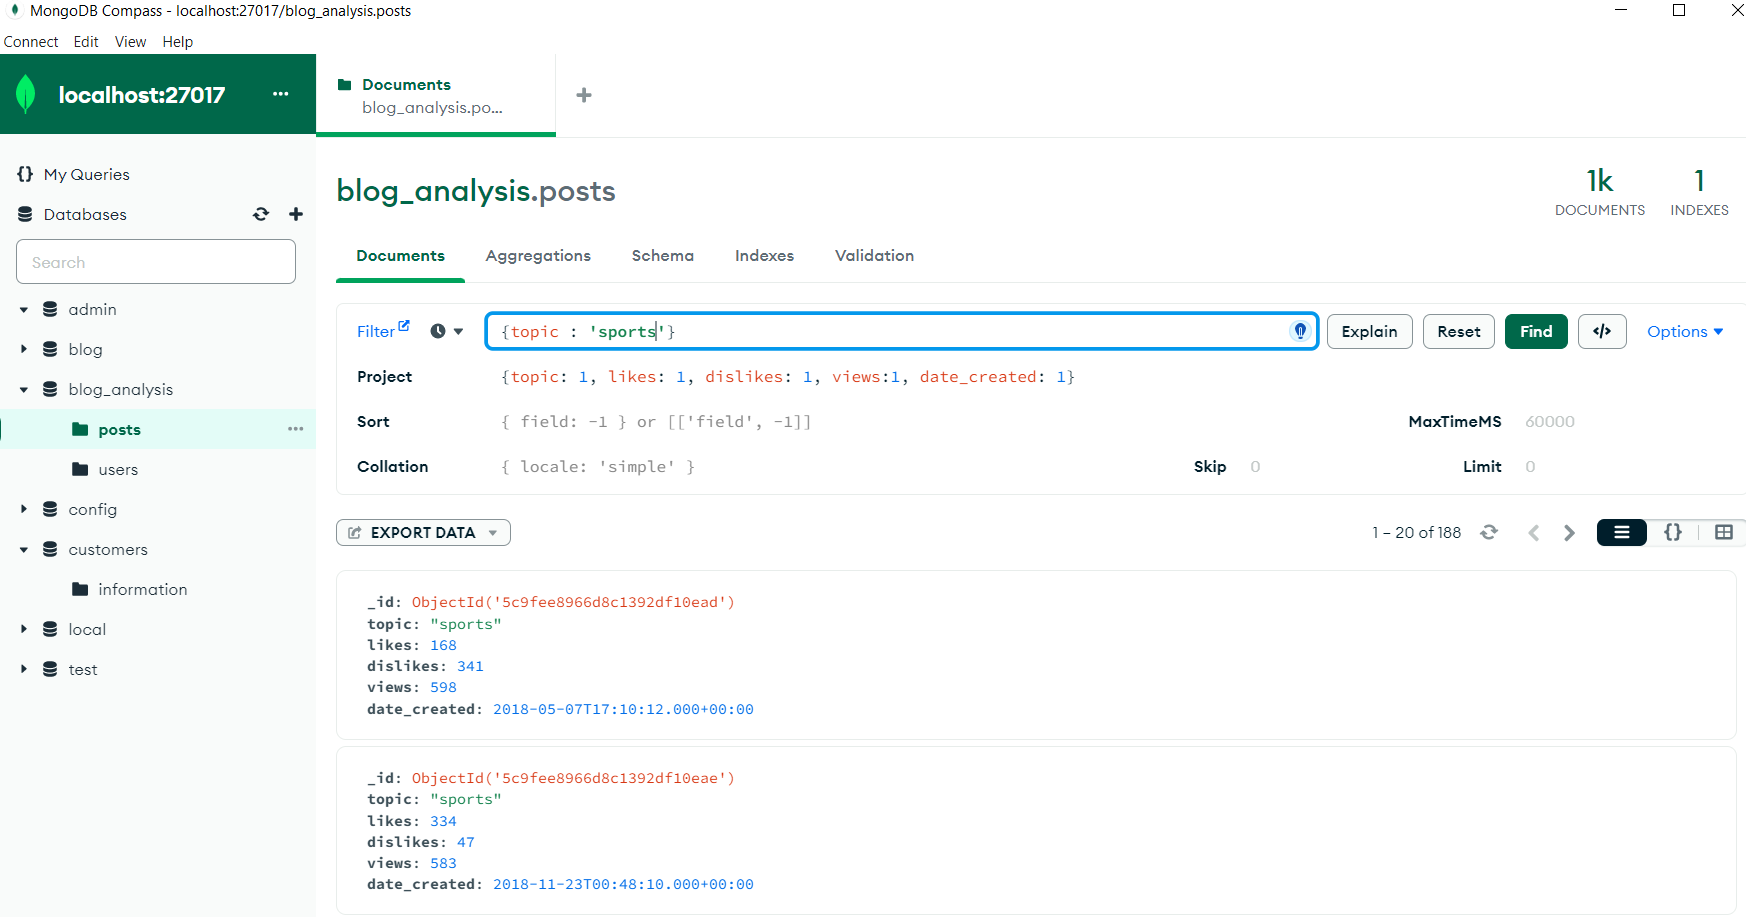 MongoDB Compass - localhost:27017/blog_analysis.posts
Connect Edit View Help
localhost:27017
Documents
blog_analysis.po...
My Queries
Databases
Search
admin
blog
blog_analysis
posts
users
config
customers
information
local
test
blog_analysis.posts
1k
DOCUMENTS
1
INDEXES
Documents Aggregations Schema Indexes Validation
Filter {topic : 'sports'} Explain Reset Find </> Options
Project {topic: 1, likes: 1, dislikes: 1, views:1, date_created: 1}
Sort { field: -1 } or [['field', -1]] MaxTimeMS 60000
Collation { locale: 'simple' } Skip 0 Limit 0
EXPORT DATA 1 – 20 of 188 {}
_id: ObjectId('5c9fee8966d8c1392df10ead')
topic: "sports"
likes: 168
dislikes: 341
views: 598
date_created: 2018-05-07T17:10:12.000+00:00
_id: ObjectId('5c9fee8966d8c1392df10eae')
topic: "sports"
likes: 334
dislikes: 47
views: 583
date_created: 2018-11-23T00:48:10.000+00:00